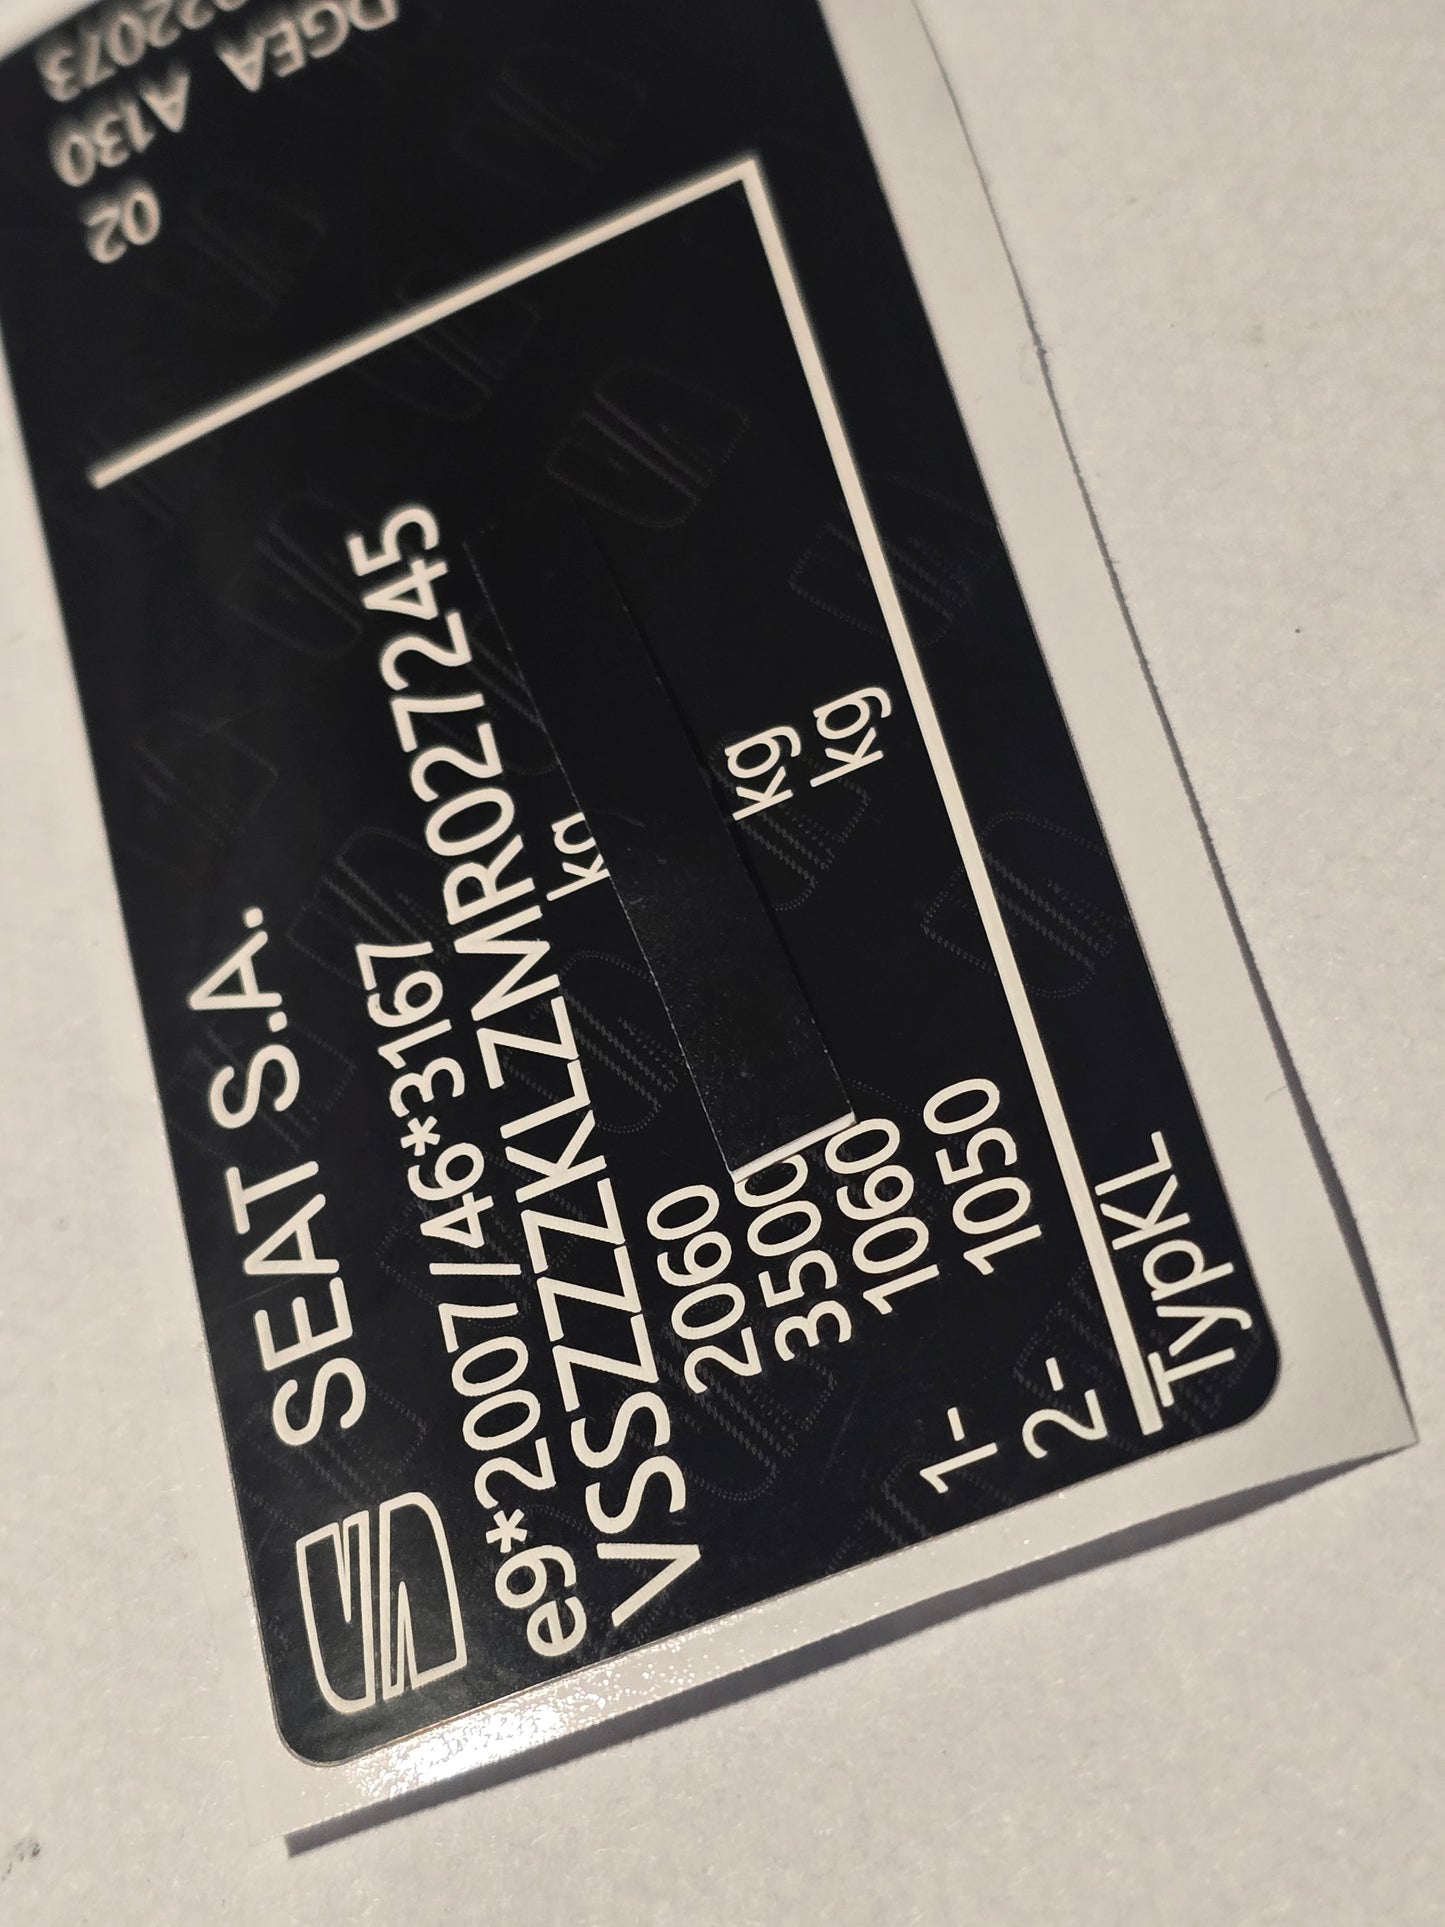 SEAT S.A.
e9*2007/46*3167
VSSZZZKLZMR027245
2060 kg
3500
1060 kg
1- 1050 kg
2-
TypKL
DGEA A130 02
22073